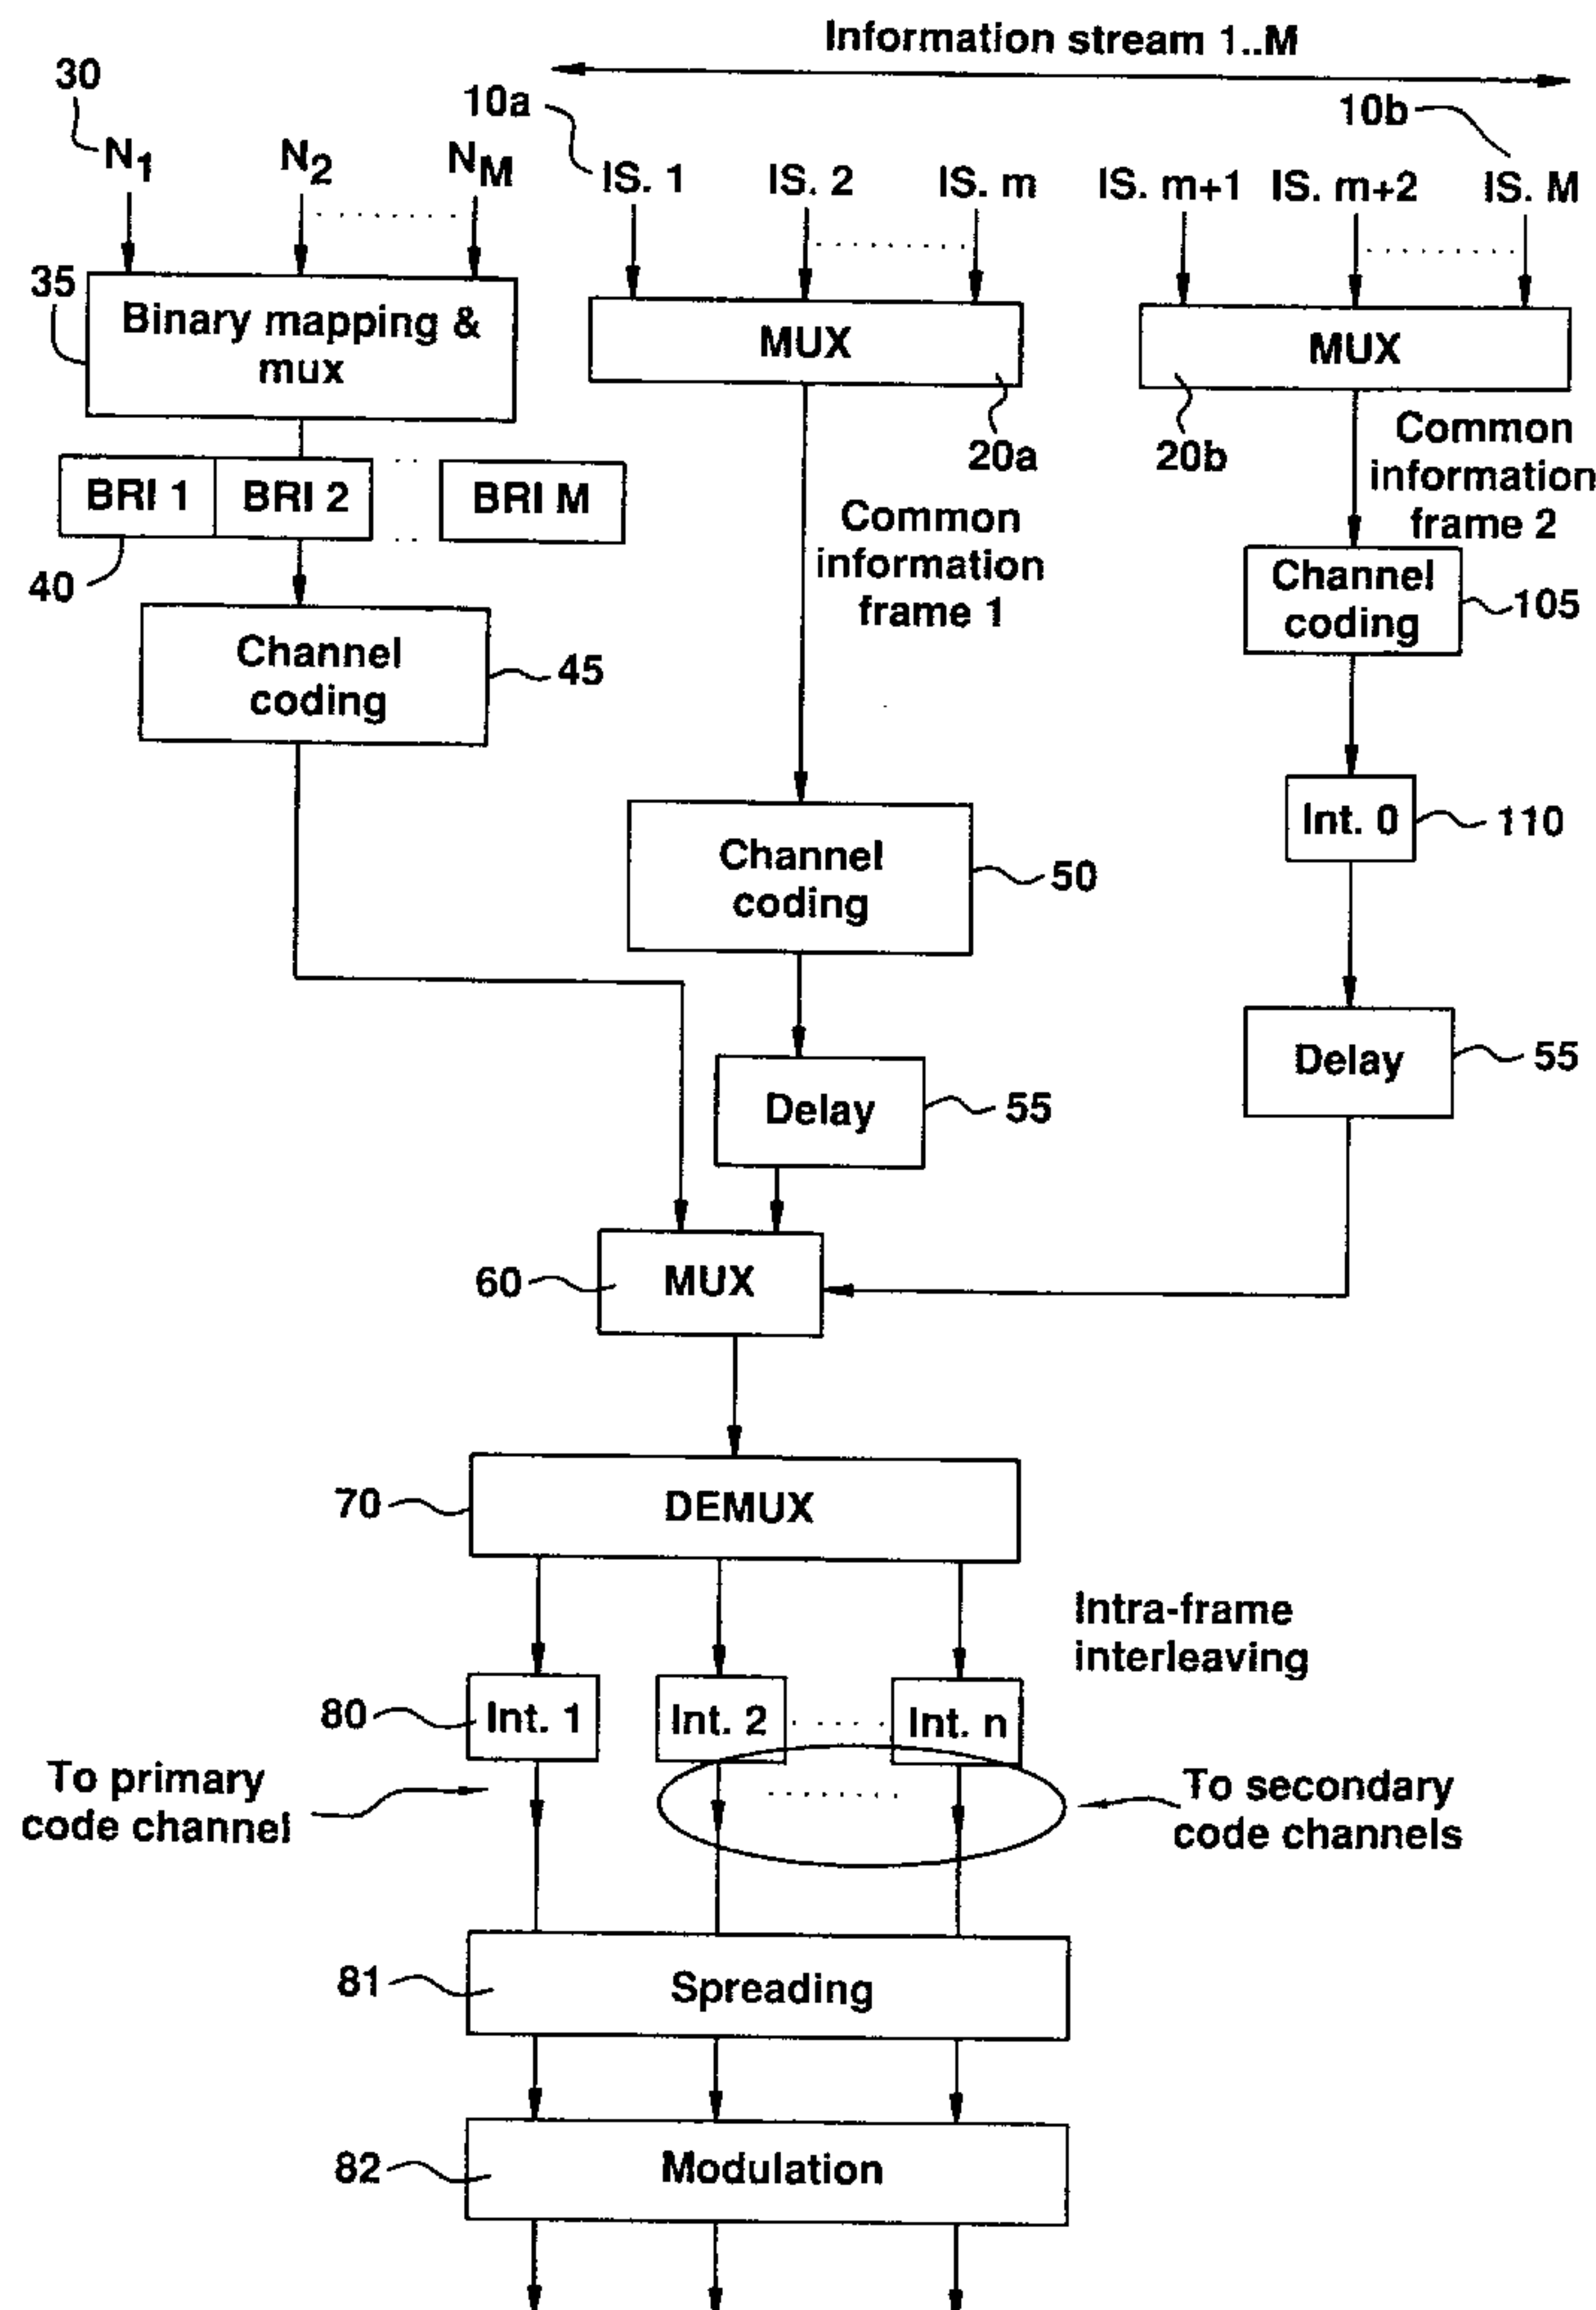 Information stream 1..M
30
10a
10b
N1
N2
NM
IS. 1
IS. 2
IS. m
IS. m+1
IS. m+2
IS. M
35
Binary mapping &
mux
MUX
MUX
20a
20b
BRI 1
BRI 2
BRI M
40
Common
information
frame 1
Common
information
frame 2
Channel
coding
105
Channel
coding
45
Int. 0
110
Channel
coding
50
Delay
55
Delay
55
60
MUX
70
DEMUX
Intra-frame
interleaving
80
Int. 1
Int. 2
Int. n
To primary
code channel
To secondary
code channels
81
Spreading
82
Modulation